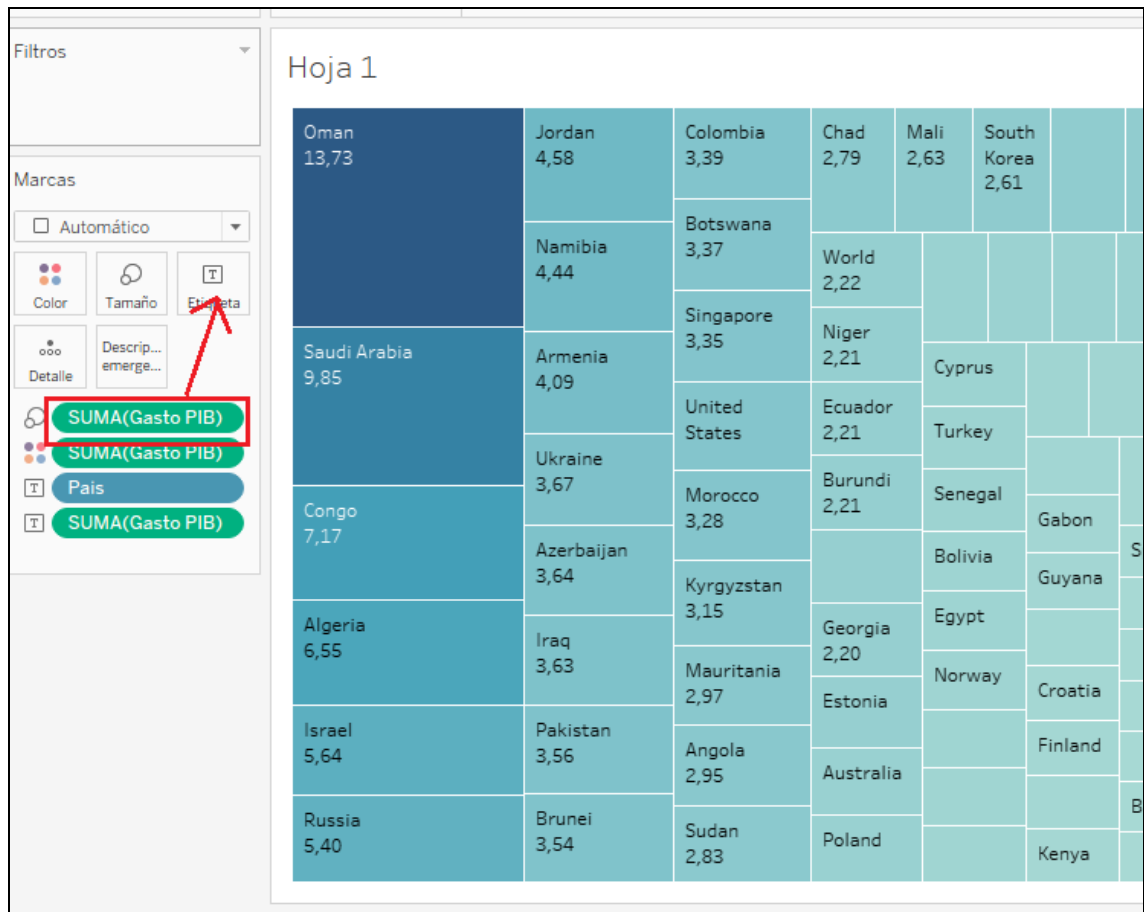 Filtros
Hoja 1
Marcas
Automático
Color
Tamaño
T
Etiqueta
Detalle
Descrip...
emerge...
SUMA(Gasto PIB)
SUMA(Gasto PIB)
T
Pais
T
SUMA(Gasto PIB)
Oman
13,73
Saudi Arabia
9,85
Congo
7,17
Algeria
6,55
Israel
5,64
Russia
5,40
Jordan
4,58
Namibia
4,44
Armenia
4,09
Ukraine
3,67
Azerbaijan
3,64
Iraq
3,63
Pakistan
3,56
Brunei
3,54
Colombia
3,39
Botswana
3,37
Singapore
3,35
United
States
Morocco
3,28
Kyrgyzstan
3,15
Mauritania
2,97
Angola
2,95
Sudan
2,83
Chad
2,79
Mali
2,63
South
Korea
2,61
World
2,22
Niger
2,21
Ecuador
2,21
Burundi
2,21
Georgia
2,20
Estonia
Australia
Poland
Cyprus
Turkey
Senegal
Bolivia
Egypt
Norway
Gabon
Guyana
Croatia
Finland
Kenya
S
B